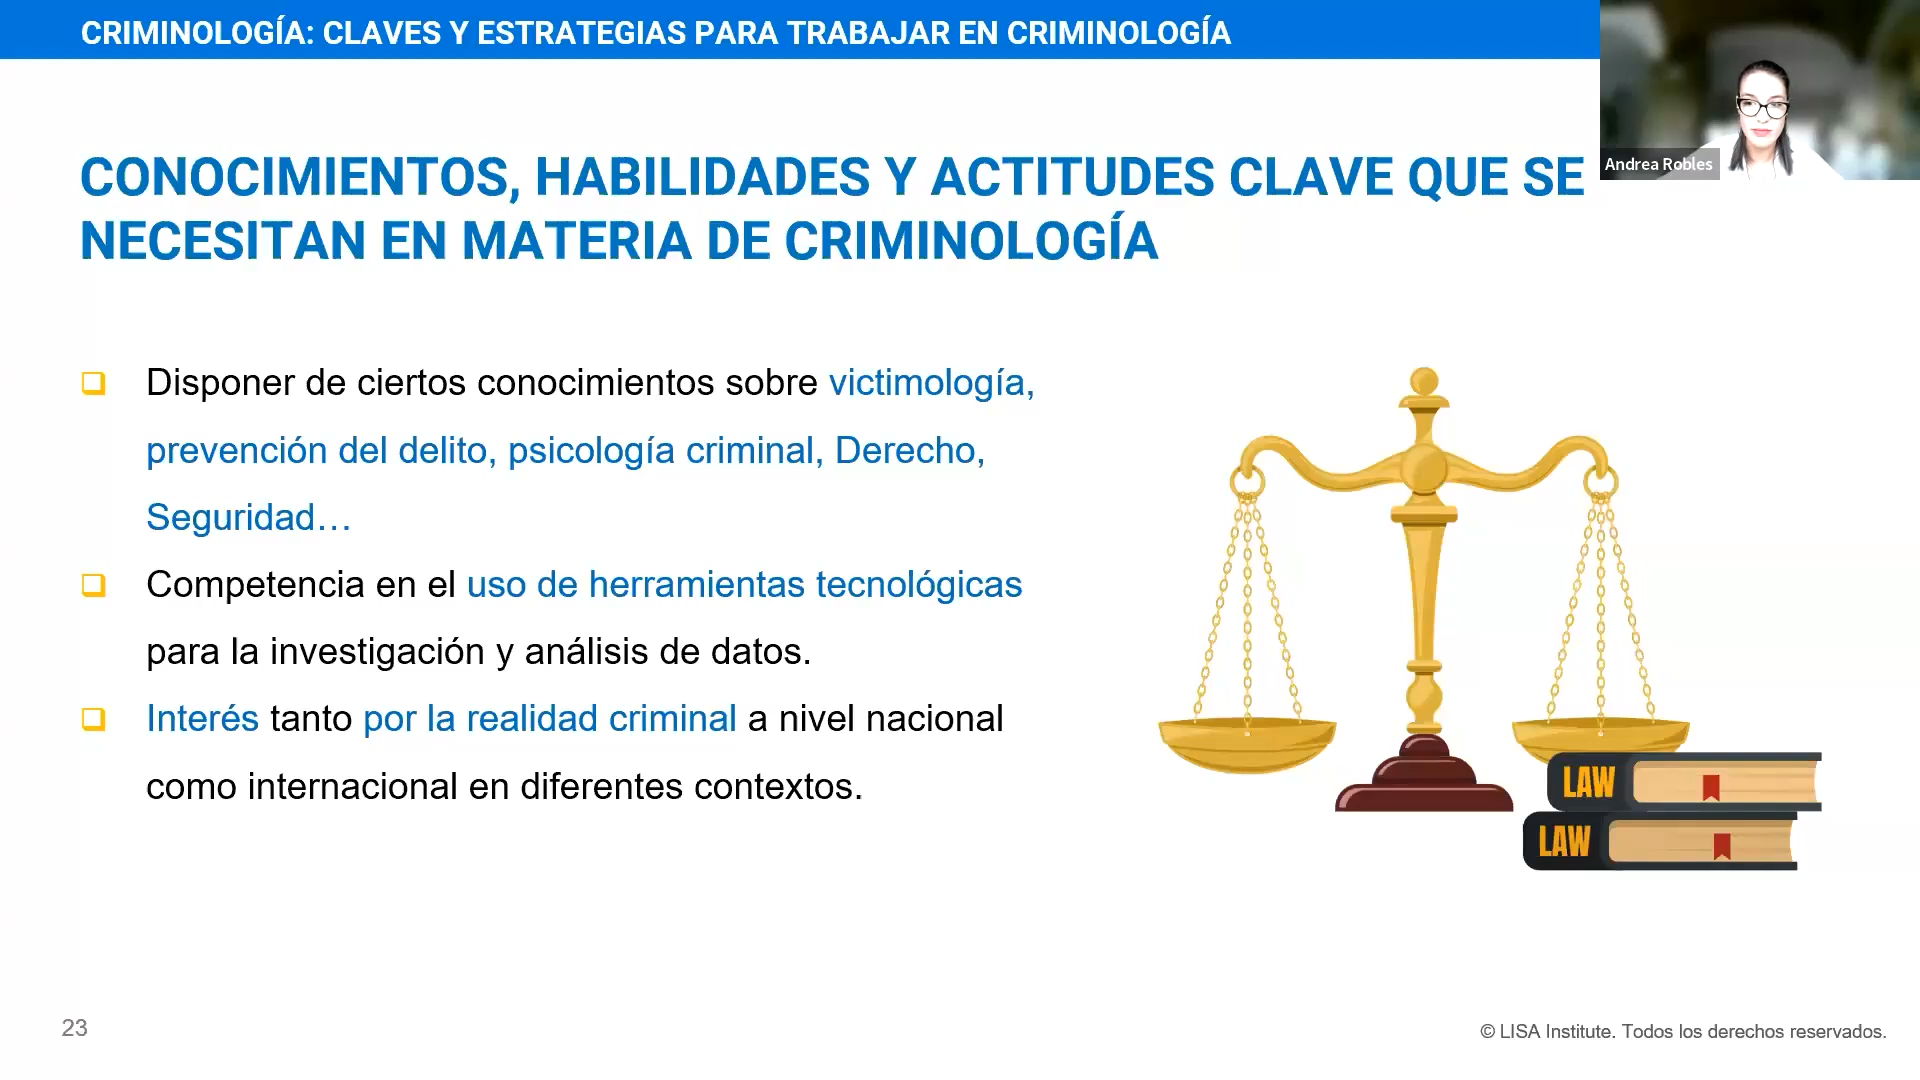 CRIMINOLOGÍA: CLAVES Y ESTRATEGIAS PARA TRABAJAR EN CRIMINOLOGÍA
Andrea Robles
CONOCIMIENTOS, HABILIDADES Y ACTITUDES CLAVE QUE SE
NECESITAN EN MATERIA DE CRIMINOLOGÍA
Disponer de ciertos conocimientos sobre victimología,
prevención del delito, psicología criminal, Derecho,
Seguridad…
Competencia en el uso de herramientas tecnológicas
para la investigación y análisis de datos.
Interés tanto por la realidad criminal a nivel nacional
como internacional en diferentes contextos.
LAW
LAW
23
© LISA Institute. Todos los derechos reservados.